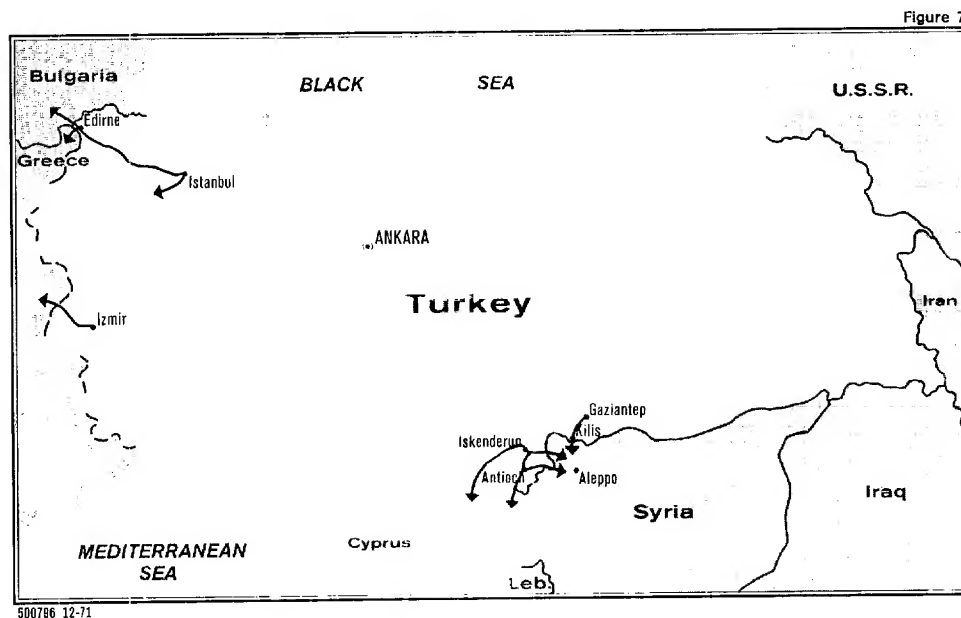 Figure 7
Bulgaria
BLACK SEA
U.S.S.R.
Edirne
Greece
Istanbul
ANKARA
Turkey
Iran
Izmir
Gaziantep
Kilis
Iskenderun
Antioch
Aleppo
Syria
Iraq
Cyprus
MEDITERRANEAN
SEA
Leb.
500786 12-71